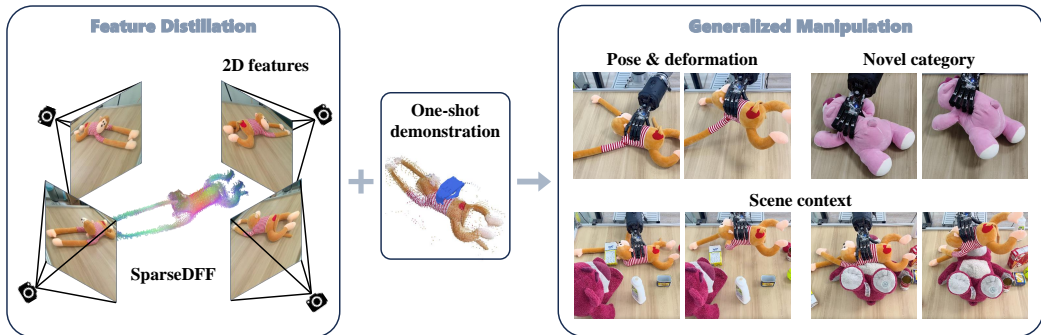 Feature Distillation
2D features
SparseDFF
One-shot
demonstration
Generalized Manipulation
Pose & deformation
Novel category
Scene context